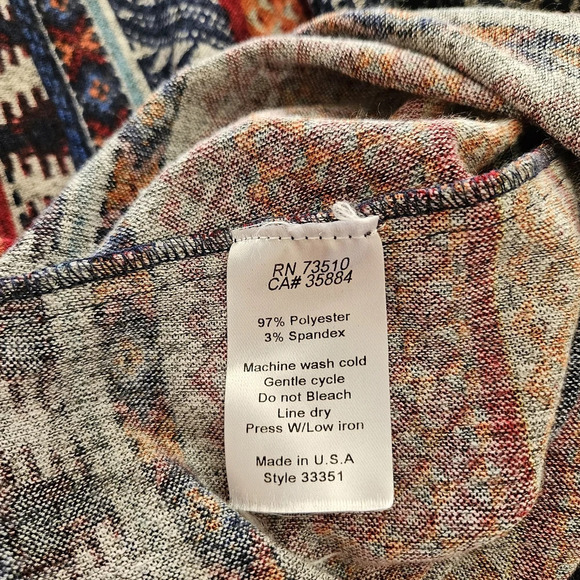 RN 73510
CA# 35884
97% Polyester
3% Spandex
Machine wash cold
Gentle cycle
Do not Bleach
Line dry
Press W/Low iron
Made in U.S.A
Style 33351